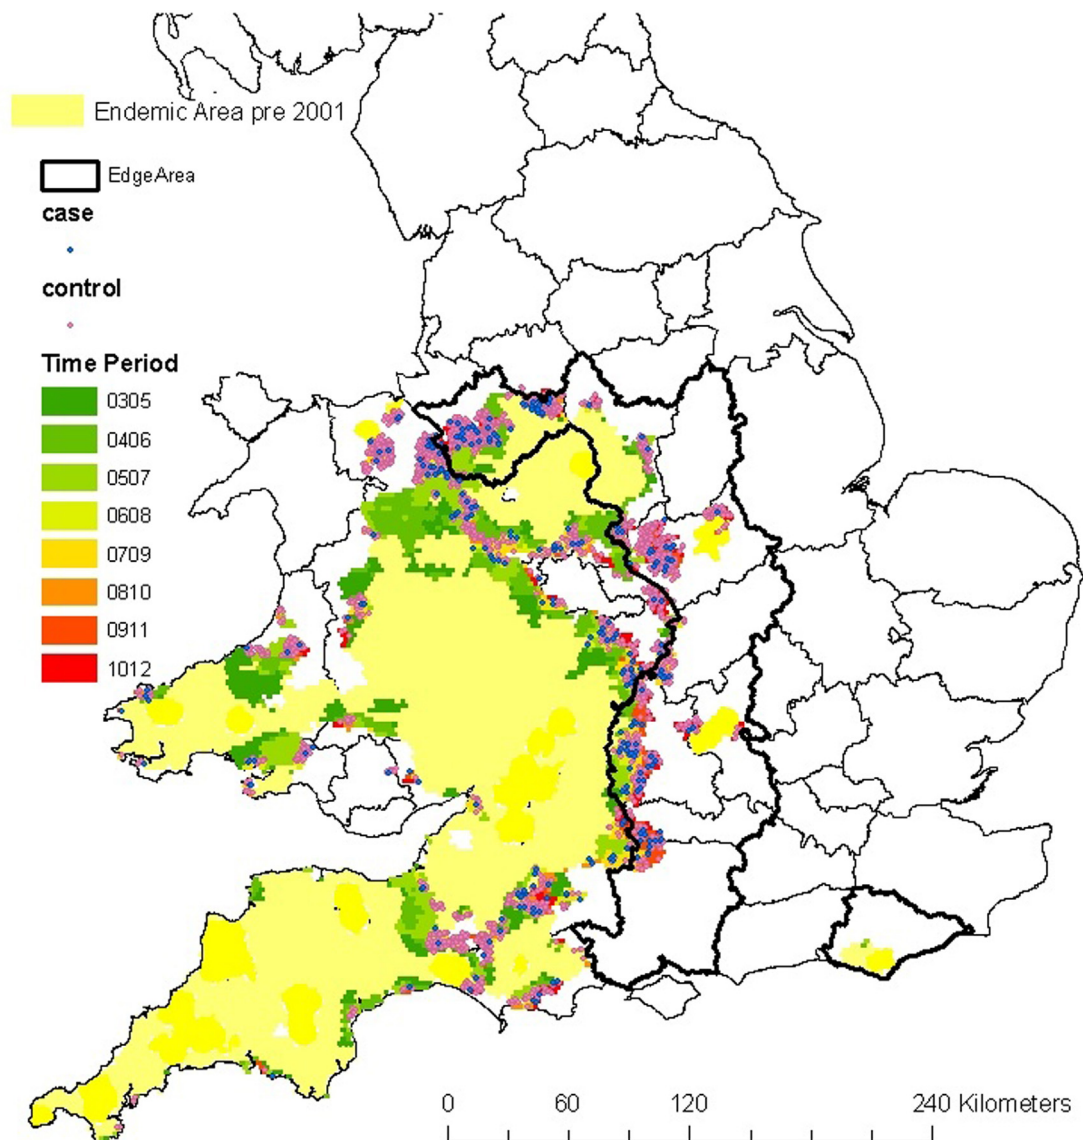 Endemic Area pre 2001
EdgeArea
case
control
Time Period
0305
0406
0507
0608
0709
0810
0911
1012
0 60 120 240 Kilometers